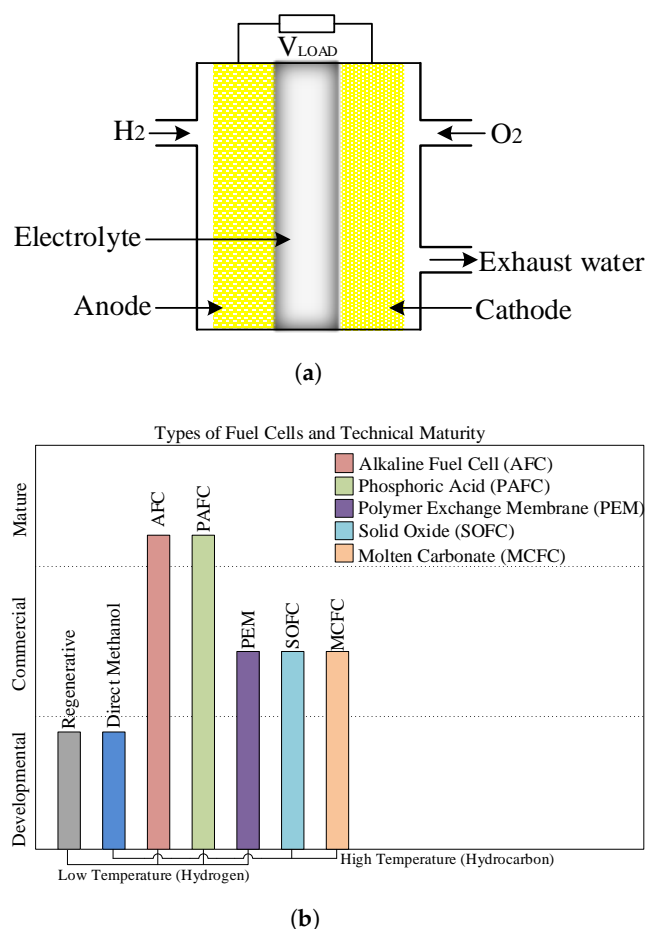 V_LOAD
H2
O2
Electrolyte
Exhaust water
Anode
Cathode
(a)
Types of Fuel Cells and Technical Maturity
Mature
Commercial
Developmental
Alkaline Fuel Cell (AFC)
Phosphoric Acid (PAFC)
Polymer Exchange Membrane (PEM)
Solid Oxide (SOFC)
Molten Carbonate (MCFC)
Regenerative
Direct Methanol
AFC
PAFC
PEM
SOFC
MCFC
High Temperature (Hydrocarbon)
Low Temperature (Hydrogen)
(b)